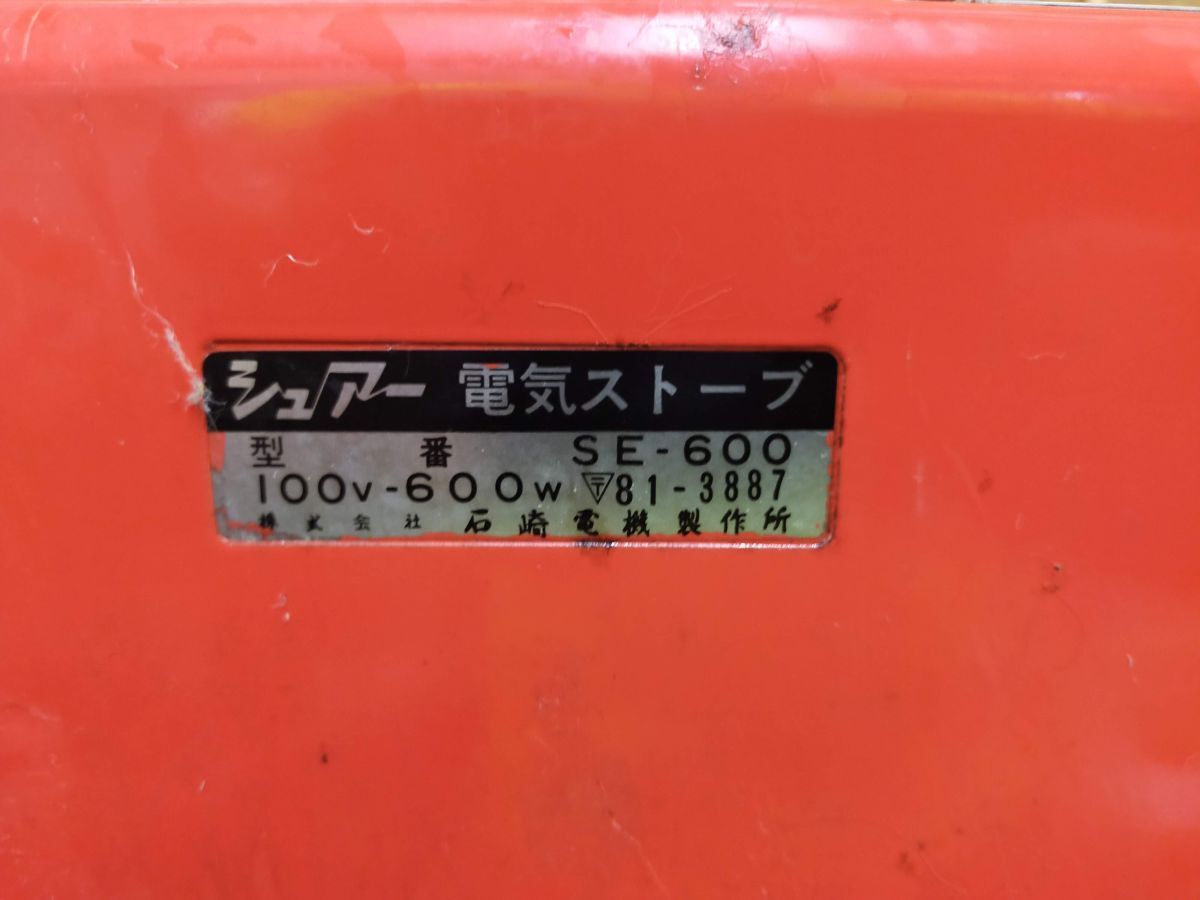 シュアー 電気ストーブ
型番 SE-600
100V-600W 〒81-3887
株式会社 石崎電機製作所